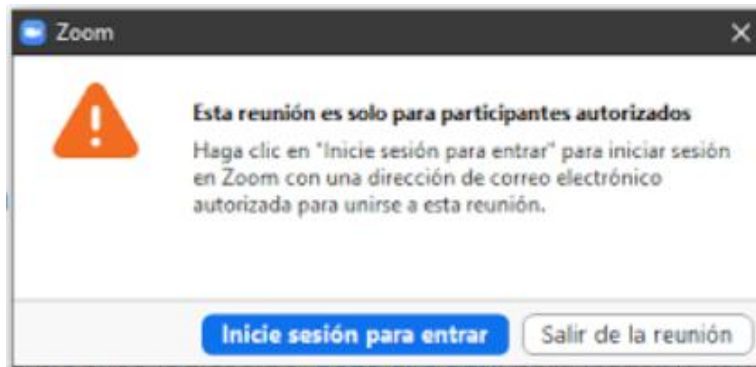 Zoom
Esta reunión es solo para participantes autorizados
Haga clic en "Inicie sesión para entrar" para iniciar sesión
en Zoom con una dirección de correo electrónico
autorizada para unirse a esta reunión.
Inicie sesión para entrar
Salir de la reunión